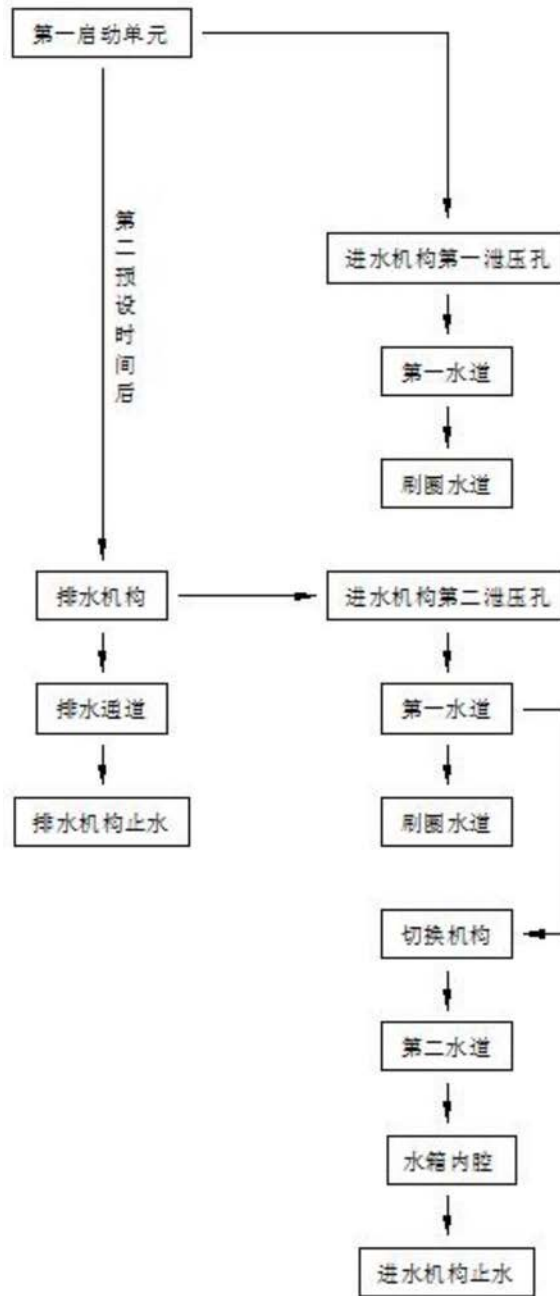 第一启动单元
第二预设时间后
进水机构第一泄压孔
第一水道
刷圈水道
排水机构
进水机构第二泄压孔
排水通道
第一水道
排水机构止水
刷圈水道
切换机构
第二水道
水箱内腔
进水机构止水